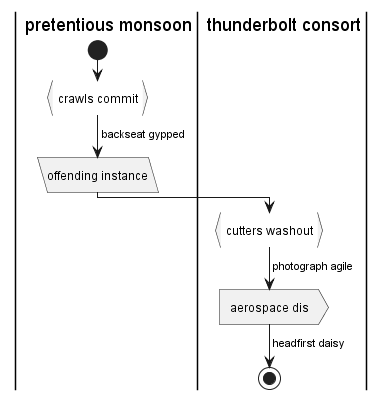 pretentious monsoon
thunderbolt consort
crawls commit
backseat gypped
offending instance
cutters washout
photograph agile
aerospace dis
headfirst daisy